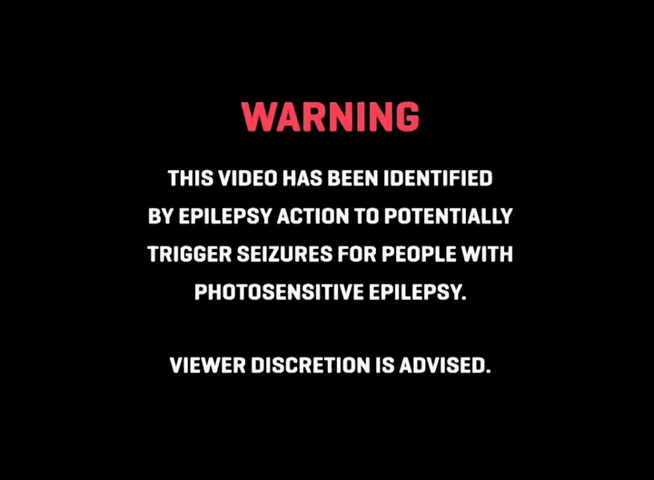 WARNING
THIS VIDEO HAS BEEN IDENTIFIED
BY EPILEPSY ACTION TO POTENTIALLY
TRIGGER SEIZURES FOR PEOPLE WITH
PHOTOSENSITIVE EPILEPSY.
VIEWER DISCRETION IS ADVISED.